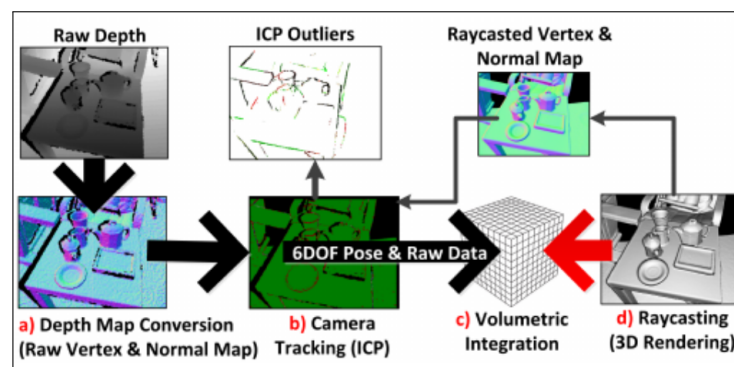 Raw Depth
ICP Outliers
Raycasted Vertex &
Normal Map
6DOF Pose & Raw Data
a) Depth Map Conversion
(Raw Vertex & Normal Map)
b) Camera
Tracking (ICP)
c) Volumetric
Integration
d) Raycasting
(3D Rendering)